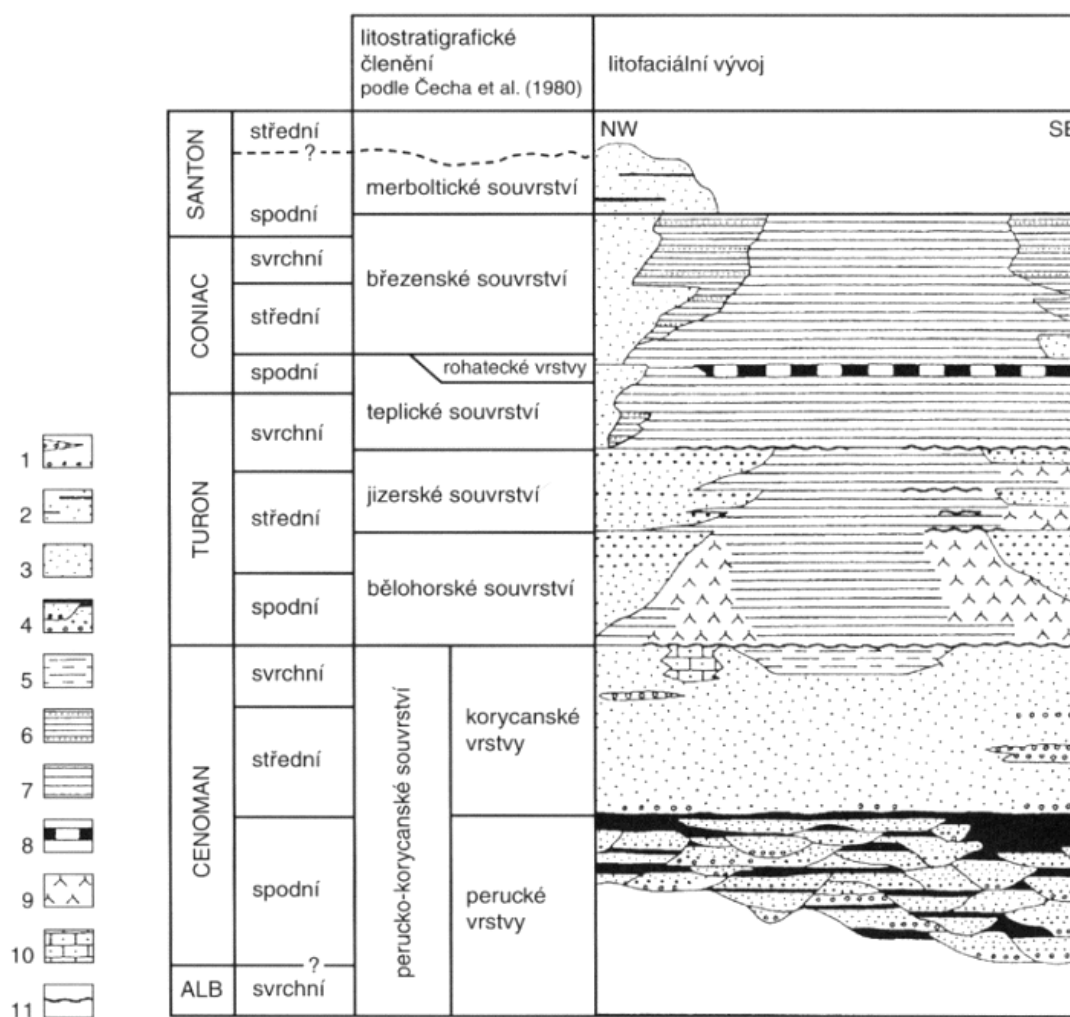 litostratigrafické
členění
podle Čecha et al. (1980)
litofaciální vývoj
NW
SE
SANTON
střední
?
spodní
merboltické souvrství
CONIAC
svrchní
střední
spodní
březenské souvrství
rohatecké vrstvy
TURON
svrchní
střední
spodní
teplické souvrství
jizerské souvrství
bělohorské souvrství
CENOMAN
svrchní
střední
spodní
perucko-korycanské souvrství
korycanské
vrstvy
perucké
vrstvy
?
ALB
svrchní
1
2
3
4
5
6
7
8
9
10
11